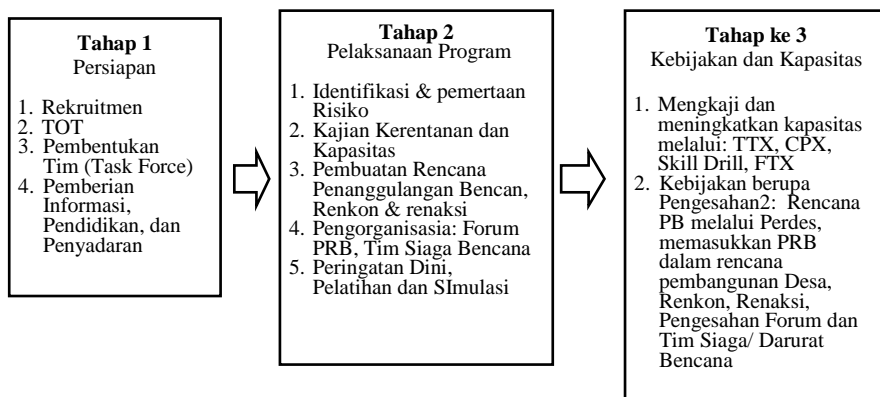 Tahap 1
Persiapan
1. Rekruitmen
2. TOT
3. Pembentukan
Tim (Task Force)
4. Pemberian
Informasi,
Pendidikan, dan
Penyadaran
Tahap 2
Pelaksanaan Program
1. Identifikasi & pemertaan
Risiko
2. Kajian Kerentanan dan
Kapasitas
3. Pembuatan Rencana
Penanggulangan Bencan,
Renkon & renaksi
4. Pengorganisasia: Forum
PRB, Tim Siaga Bencana
5. Peringatan Dini,
Pelatihan dan SImulasi
Tahap ke 3
Kebijakan dan Kapasitas
1. Mengkaji dan
meningkatkan kapasitas
melalui: TTX, CPX,
Skill Drill, FTX
2. Kebijakan berupa
Pengesahan2: Rencana
PB melalui Perdes,
memasukkan PRB
dalam rencana
pembangunan Desa,
Renkon, Renaksi,
Pengesahan Forum dan
Tim Siaga/ Darurat
Bencana